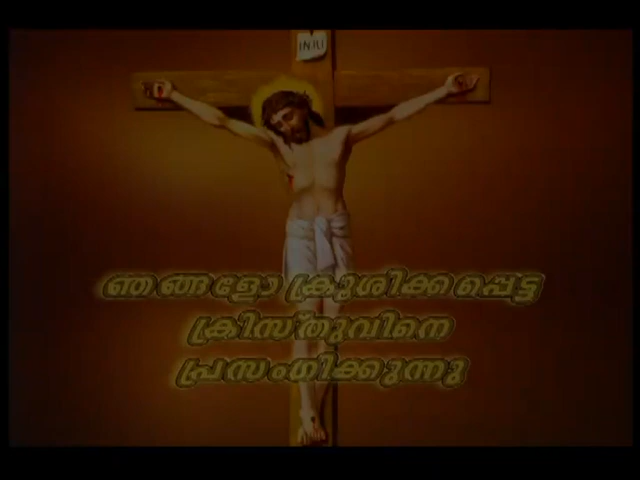 INRI
ഞങ്ങളോ ക്രൂശിക്കപ്പെട്ട
ക്രിസ്തുവിനെ
പ്രസംഗിക്കുന്നു